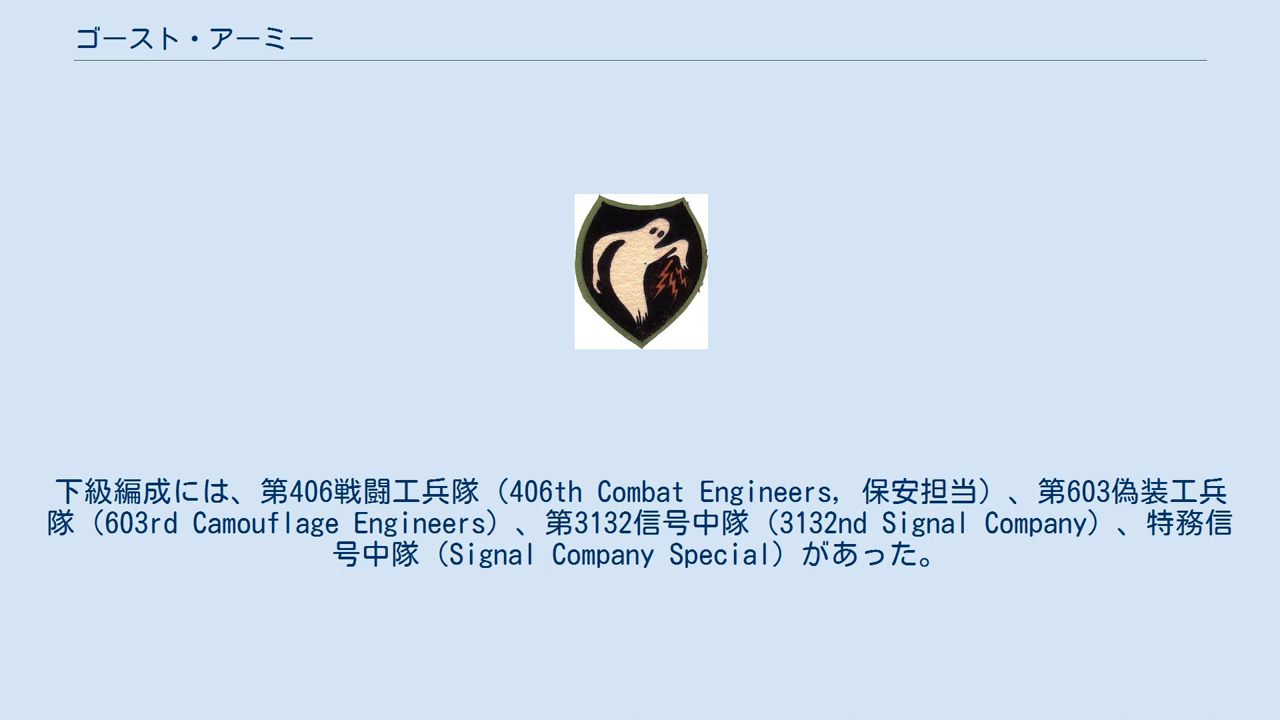 ゴースト・アーミー
下級編成には、第406戦闘工兵隊（406th Combat Engineers, 保安担当）、第603偽装工兵
隊（603rd Camouflage Engineers）、第3132信号中隊（3132nd Signal Company）、特務信
号中隊（Signal Company Special）があった。